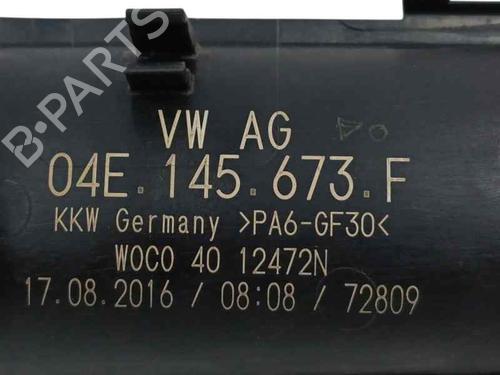 B-PARTS
VW AG
04E.145.673.F
KKW Germany >PA6-GF30<
WOCO 40 12472N
17.08.2016 / 08:08 / 72809